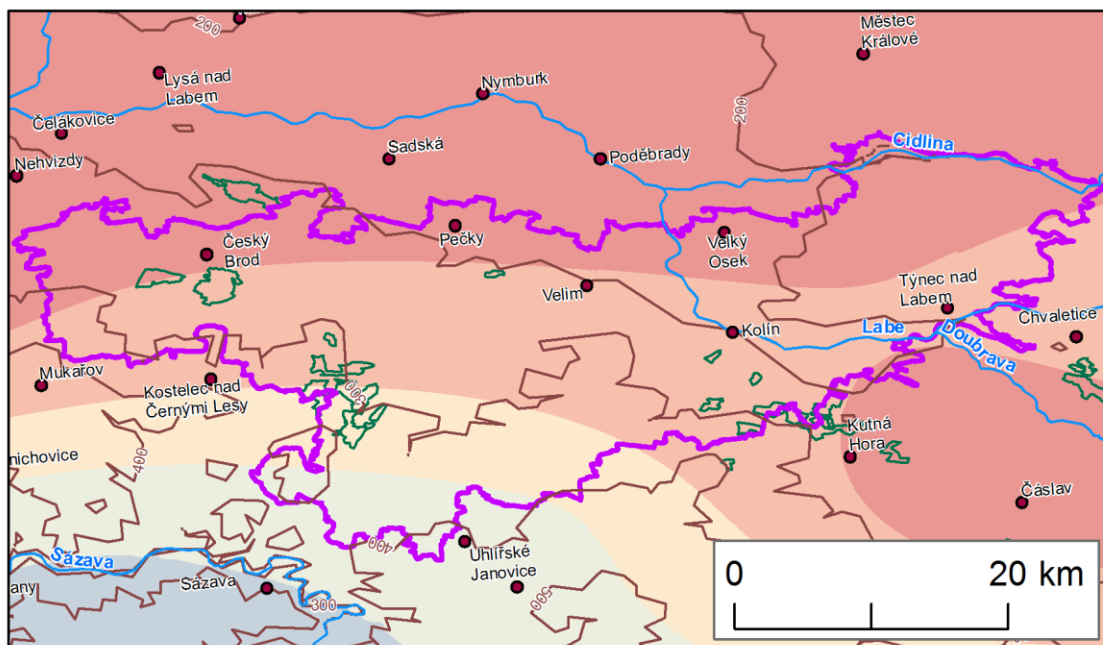 200
Městec
Králové
Lysá nad
Labem
Nymburk
200
Čelákovice
Sadská
Poděbrady
Cidlina
Nehvizdy
Český
Brod
Pečky
Velký
Osek
Velim
Týnec nad
Labem
Chvaletice
Kolín
Labe
Doubrava
Mukařov
Kostelec nad
Černými Lesy
300
Kutná
Hora
nichovice
400
Čáslav
400
Uhlířské
Janovice
Sázava
any
Sázava
300
500
0
20 km